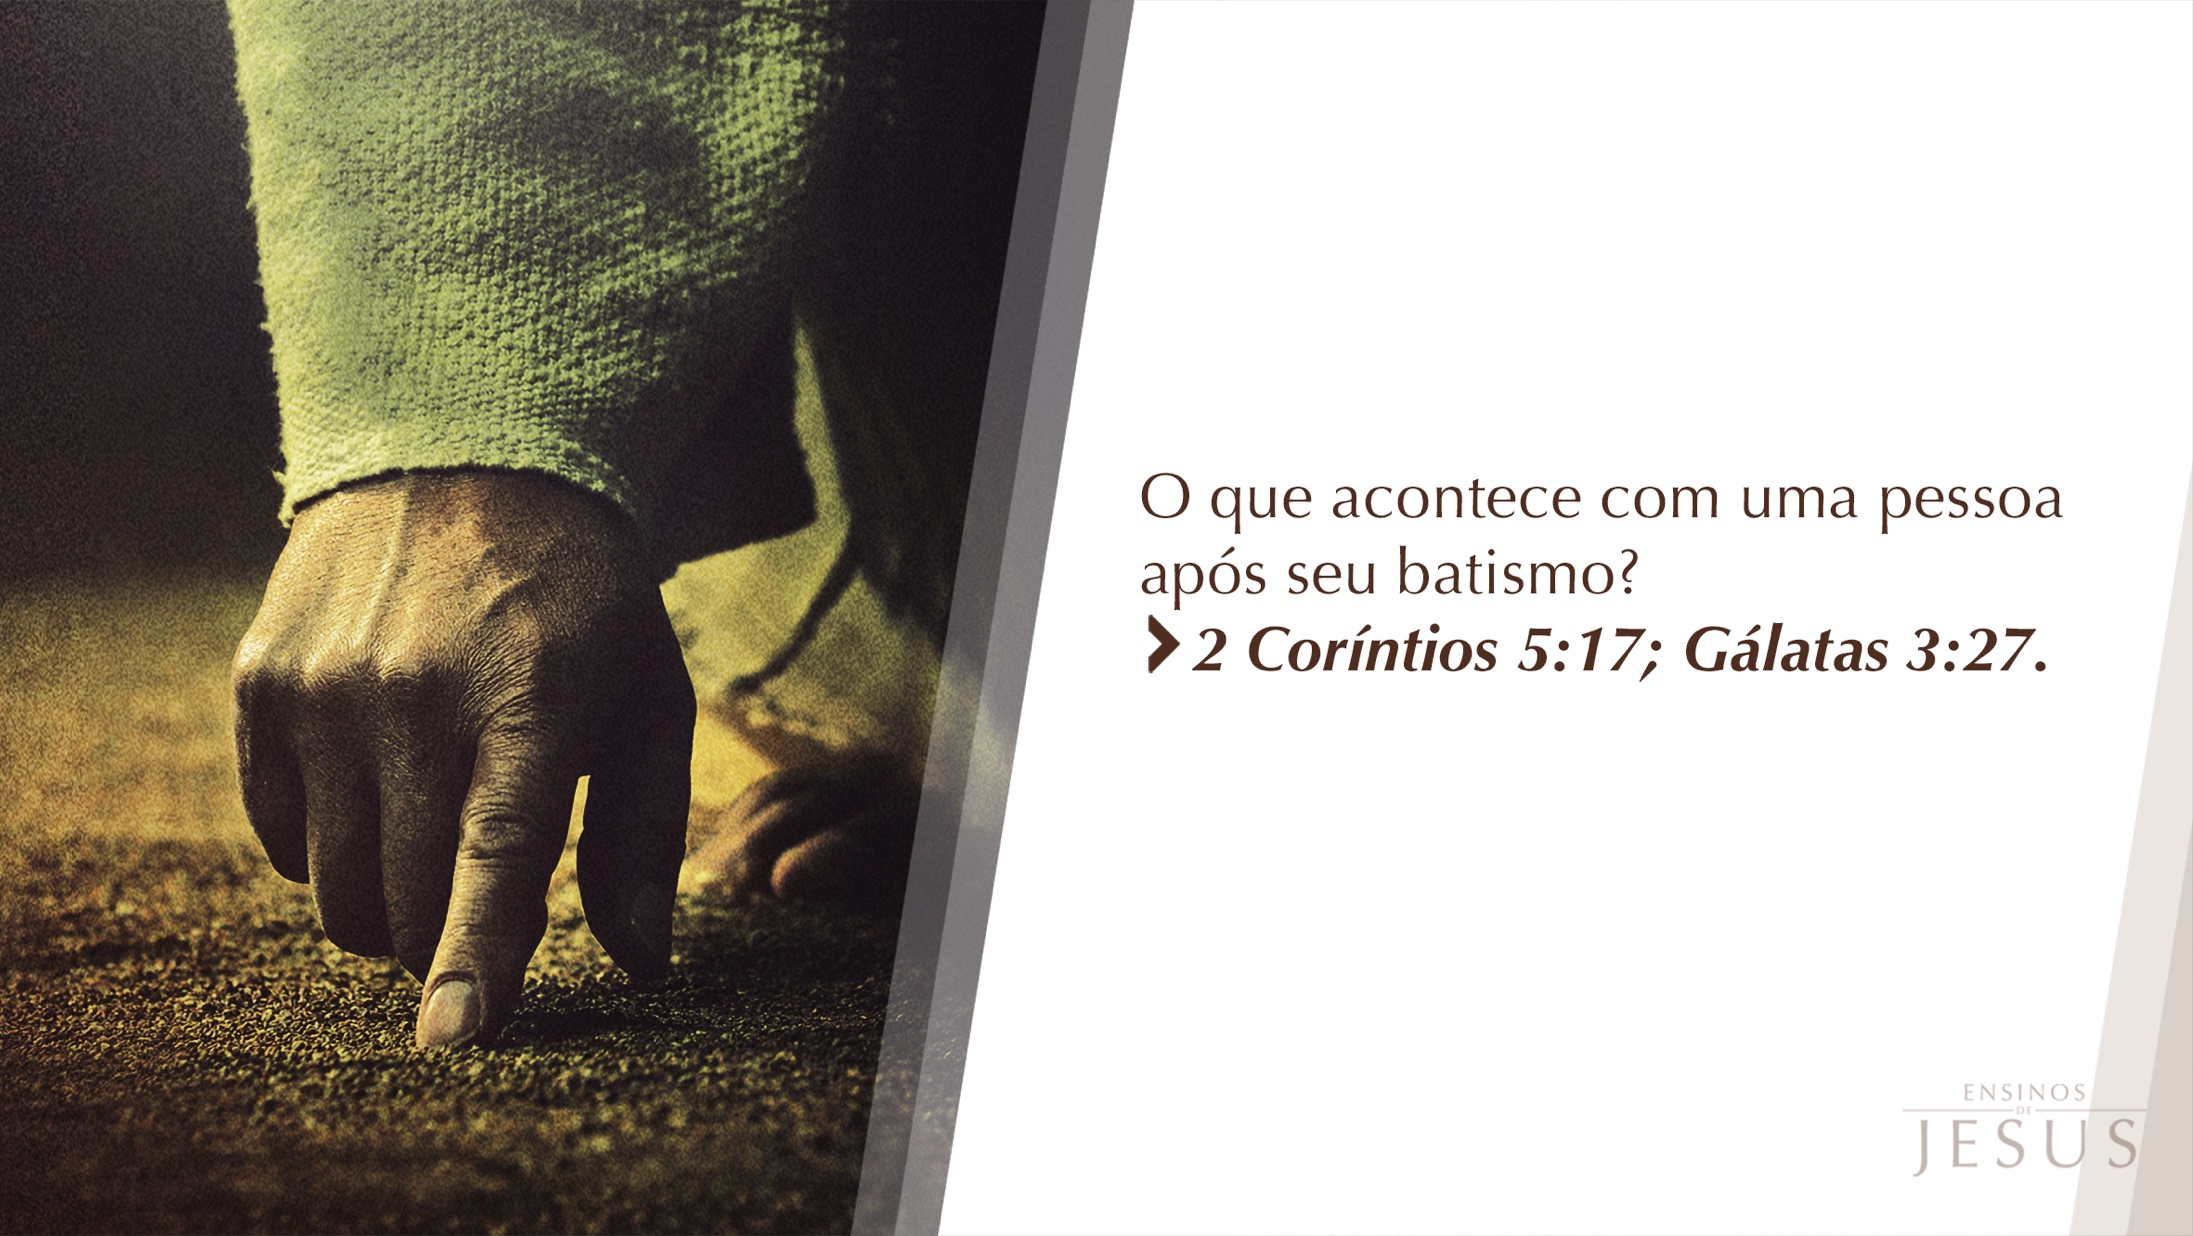 O que acontece com uma pessoa
após seu batismo?
2 Coríntios 5:17; Gálatas 3:27.
ENSINOS
DE
JESUS